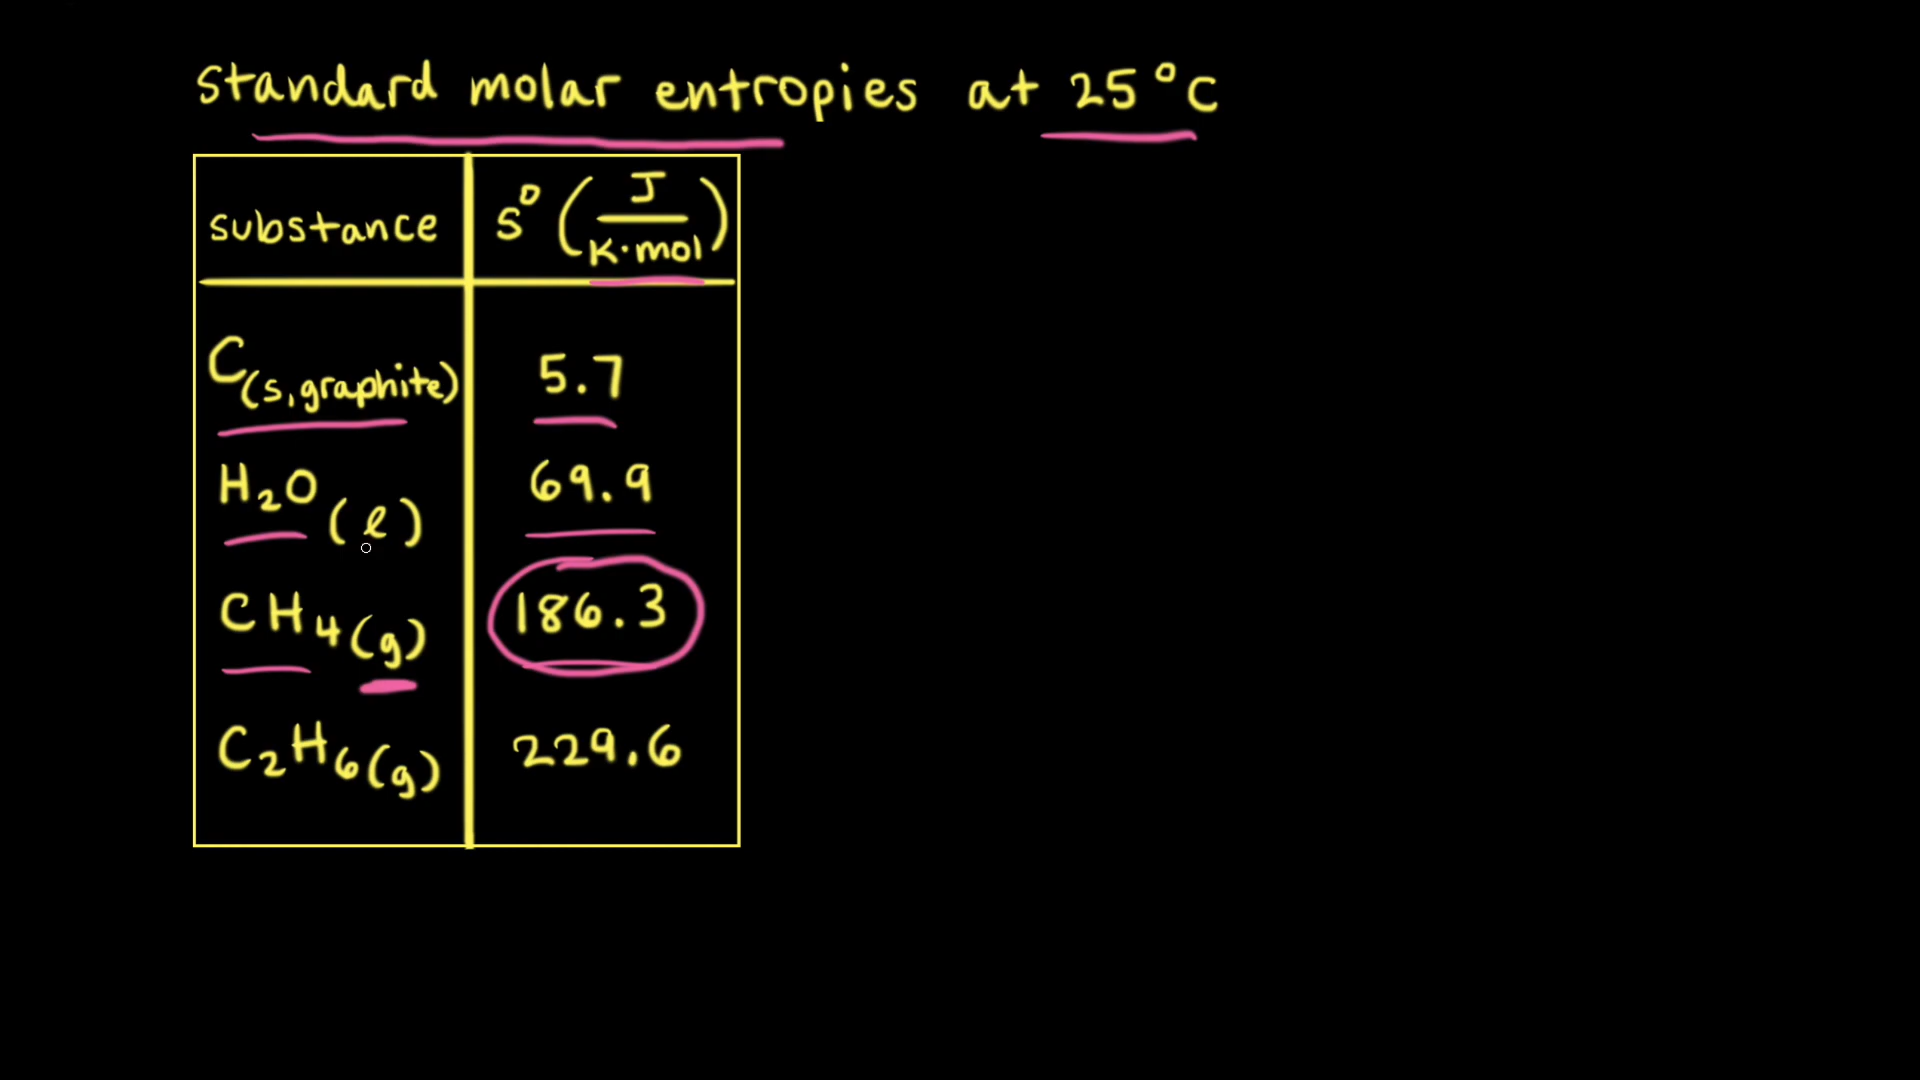 standard molar entropies at 25°C
substance S° (J/K·mol)
C(s, graphite) 5.7
H₂O(l) 69.9
CH₄(g) 186.3
C₂H₆(g) 229.6